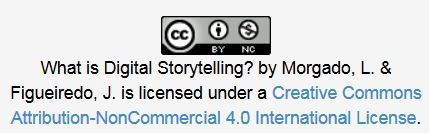 cc
BY NC
What is Digital Storytelling? by Morgado, L. &
Figueiredo, J. is licensed under a Creative Commons
Attribution-NonCommercial 4.0 International License.